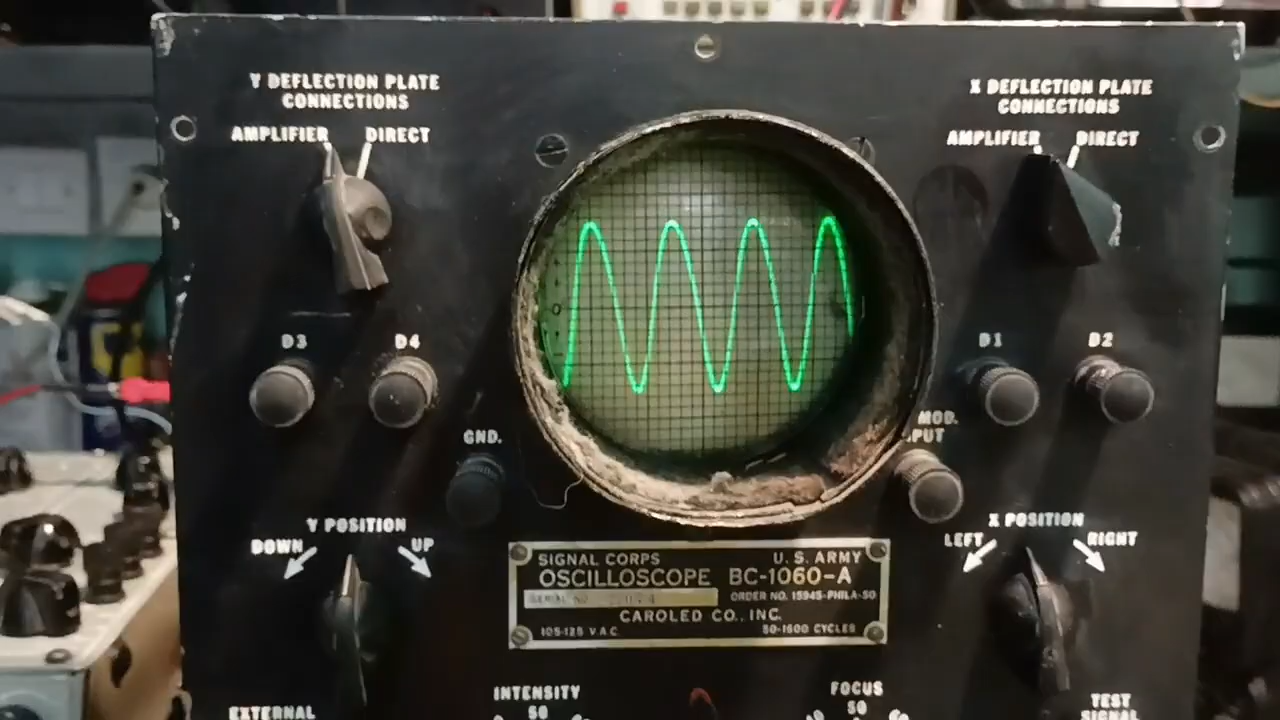 Y DEFLECTION PLATE
CONNECTIONS
AMPLIFIER DIRECT
X DEFLECTION PLATE
CONNECTIONS
AMPLIFIER DIRECT
D3 D4
D1 D2
GND.
MOD.
PUT
Y POSITION
DOWN UP
X POSITION
LEFT RIGHT
SIGNAL CORPS U.S. ARMY
OSCILLOSCOPE BC-1060-A
SERIAL NO. ORDER NO. 15945-PHILA-50
CAROLED CO., INC.
105-125 V.A.C. 50-1600 CYCLES
INTENSITY
50
FOCUS
50
EXTERNAL
TEST
SIGNAL